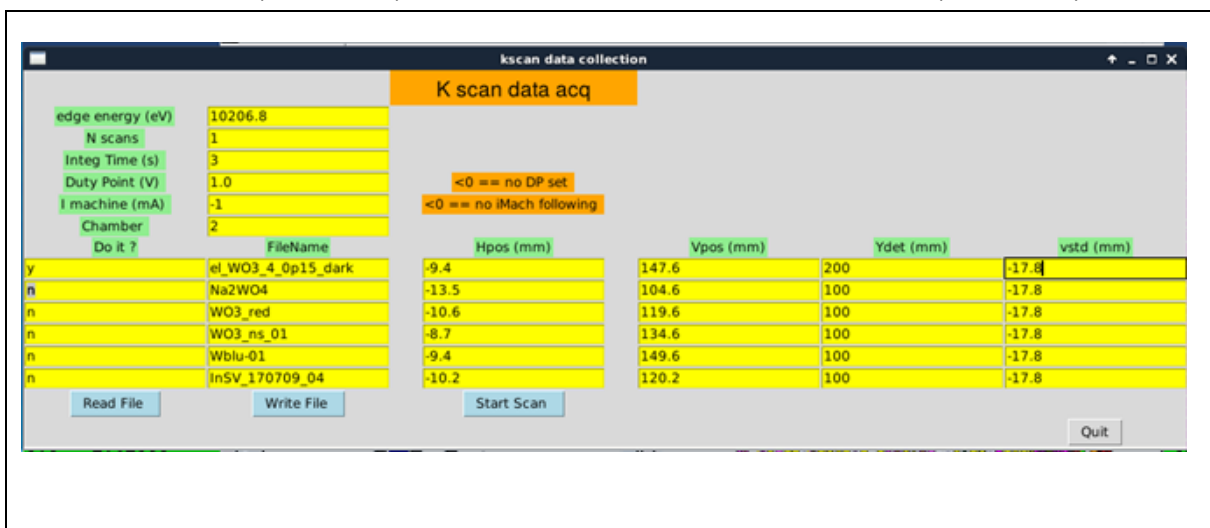 kscan data collection
K scan data acq
edge energy (eV) 10206.8
N scans 1
Integ Time (s) 3
Duty Point (V) 1.0 <0 == no DP set
I machine (mA) -1 <0 == no iMach following
Chamber 2
Do it ? FileName Hpos (mm) Vpos (mm) Ydet (mm) vstd (mm)
y el_WO3_4_0p15_dark -9.4 147.6 200 -17.8
n Na2WO4 -13.5 104.6 100 -17.8
n WO3_red -10.6 119.6 100 -17.8
n WO3_ns_01 -8.7 134.6 100 -17.8
n Wblu-01 -9.4 149.6 100 -17.8
n InSV_170709_04 -10.2 120.2 100 -17.8
Read File Write File Start Scan
Quit